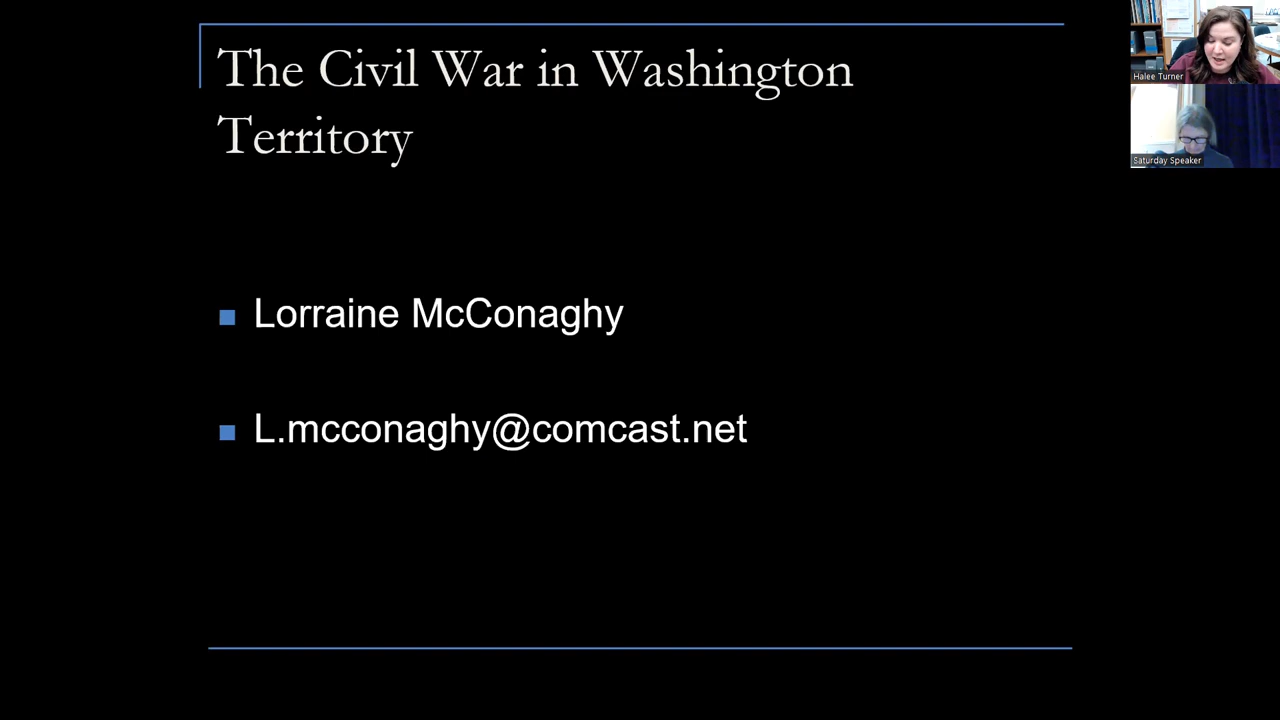 The Civil War in Washington
Territory
Lorraine McConaghy
L.mcconaghy@comcast.net
Halee Turner
Saturday Speaker